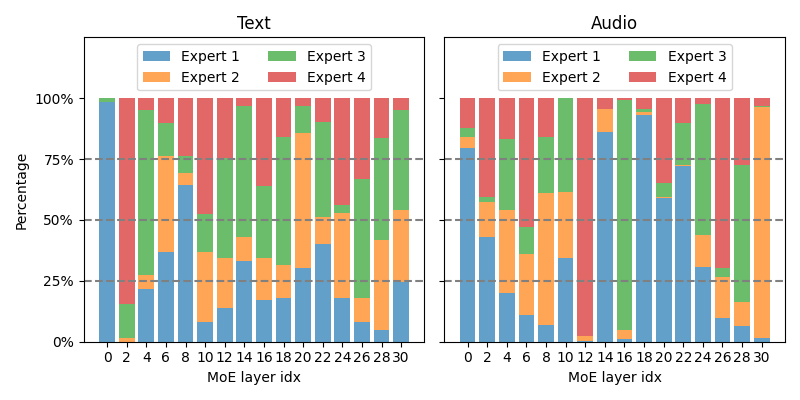 Text
Audio
Expert 1
Expert 3
Expert 2
Expert 4
Expert 1
Expert 3
Expert 2
Expert 4
100%
75%
50%
25%
0%
Percentage
0 2 4 6 8 10 12 14 16 18 20 22 24 26 28 30
0 2 4 6 8 10 12 14 16 18 20 22 24 26 28 30
MoE layer idx
MoE layer idx